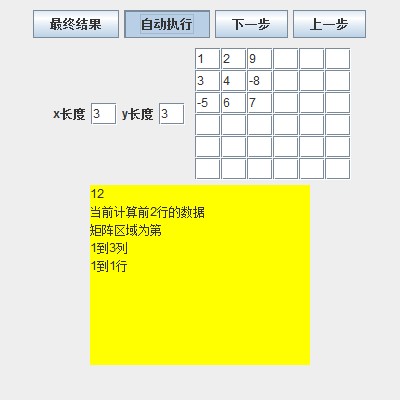 最终结果 自动执行 下一步 上一步
1 2 9
3 4 -8
x长度 3 y长度 3
-5 6 7
12
当前计算前2行的数据
矩阵区域为第
1到3列
1到1行